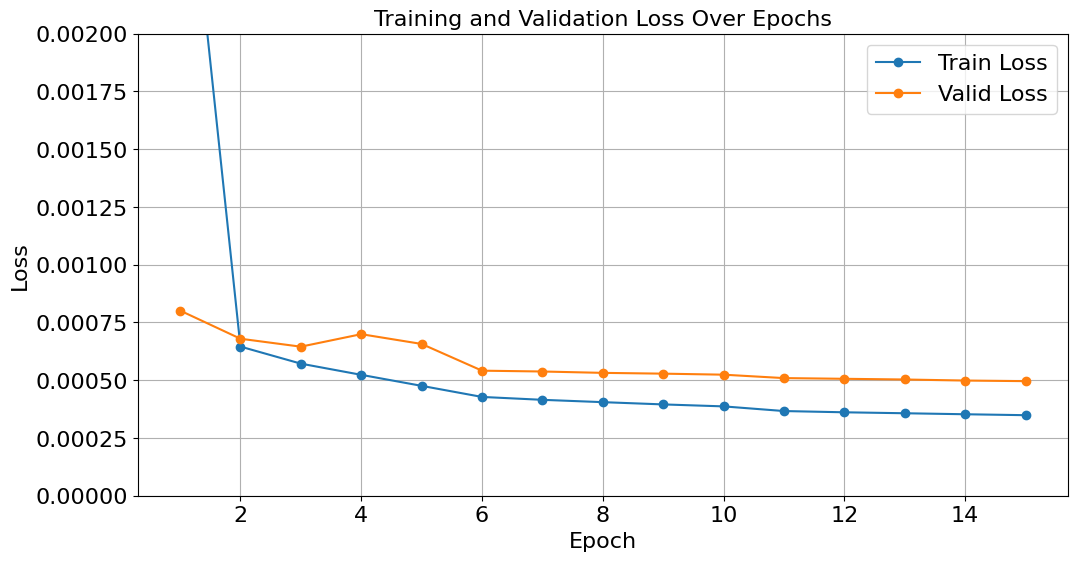 Training and Validation Loss Over Epochs
Train Loss
Valid Loss
Loss
0.00200
0.00175
0.00150
0.00125
0.00100
0.00075
0.00050
0.00025
0.00000
2 4 6 8 10 12 14
Epoch